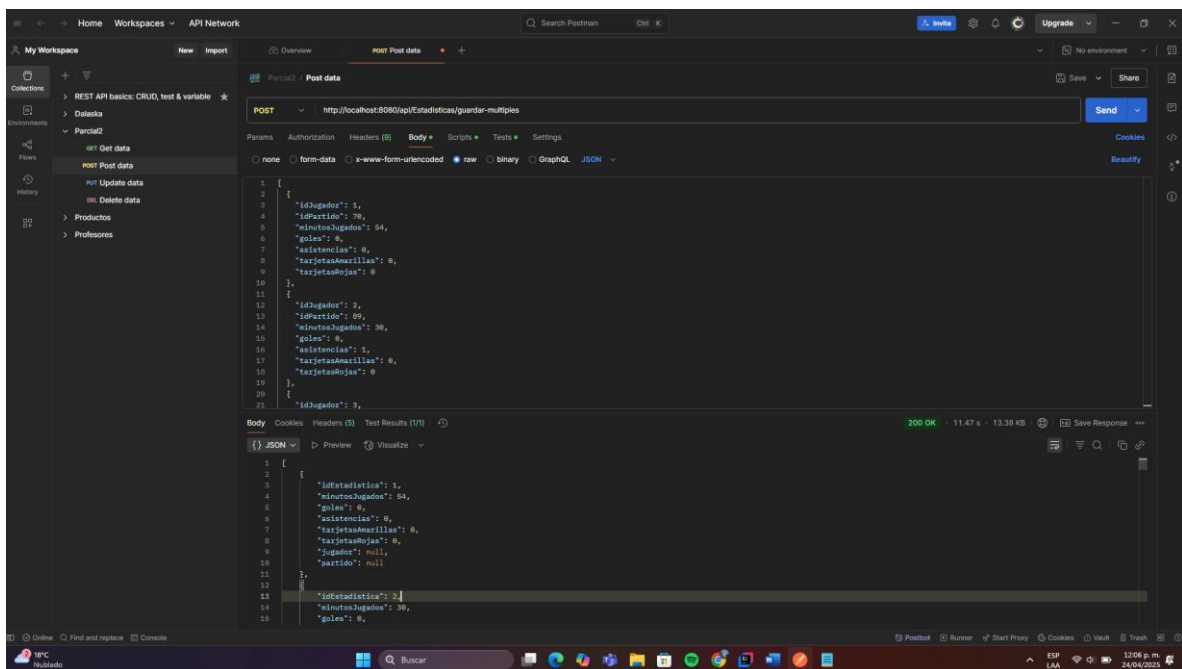 Home Workspaces API Network Search Postman Ctrl K Invite Upgrade
My Workspace New Import Overview POST Post data No environment
Collections
REST API basics: CRUD, test & variable
Parcial2 / Post data Save Share
Environments
Dalaska
POST http://localhost:8080/api/Estadisticas/guardar-multiples Send
Parcial2
Flows
GET Get data
Params Authorization Headers (9) Body Scripts Tests Settings Cookies
POST Post data
none form-data x-www-form-urlencoded raw binary GraphQL JSON Beautify
History
PUT Update data
DEL Delete data
Productos
Profesores
1 [
2 {
3 "idJugador": 1,
4 "idPartido": 70,
5 "minutosJugados": 54,
6 "goles": 0,
7 "asistencias": 0,
8 "tarjetasAmarillas": 0,
9 "tarjetasRojas": 0
10 },
11 {
12 "idJugador": 2,
13 "idPartido": 69,
14 "minutosJugados": 30,
15 "goles": 0,
16 "asistencias": 1,
17 "tarjetasAmarillas": 0,
18 "tarjetasRojas": 0
19 },
20 {
21 "idJugador": 3,
Body Cookies Headers (5) Test Results (1/1) 200 OK 11.47 s 13.38 KB Save Response
{} JSON Preview Visualize
1 [
2 {
3 "idEstadistica": 1,
4 "minutosJugados": 54,
5 "goles": 0,
6 "asistencias": 0,
7 "tarjetasAmarillas": 0,
8 "tarjetasRojas": 0,
9 "jugador": null,
10 "partido": null
11 },
12 {
13 "idEstadistica": 2,
14 "minutosJugados": 30,
15 "goles": 0,
Online Find and replace Console Postbot Runner Start Proxy Cookies Vault Trash
2 18°C
Nublado
Buscar
ESP
LAA
12:06 p. m.
24/04/2025